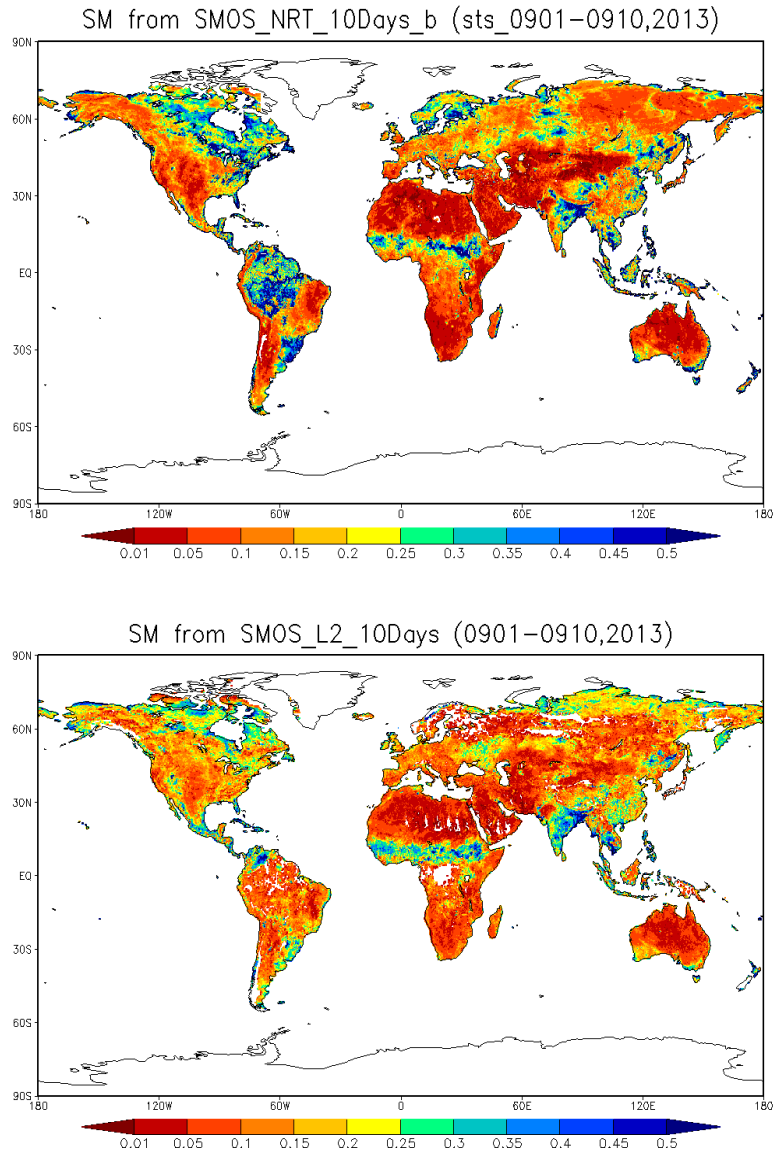 SM from SMOS_NRT_10Days_b (sts_0901-0910,2013)
90N
60N
30N
EQ
30S
60S
90S
180 120W 60W 0 60E 120E 180
0.01 0.05 0.1 0.15 0.2 0.25 0.3 0.35 0.4 0.45 0.5
SM from SMOS_L2_10Days (0901-0910,2013)
90N
60N
30N
EQ
30S
60S
90S
180 120W 60W 0 60E 120E 180
0.01 0.05 0.1 0.15 0.2 0.25 0.3 0.35 0.4 0.45 0.5